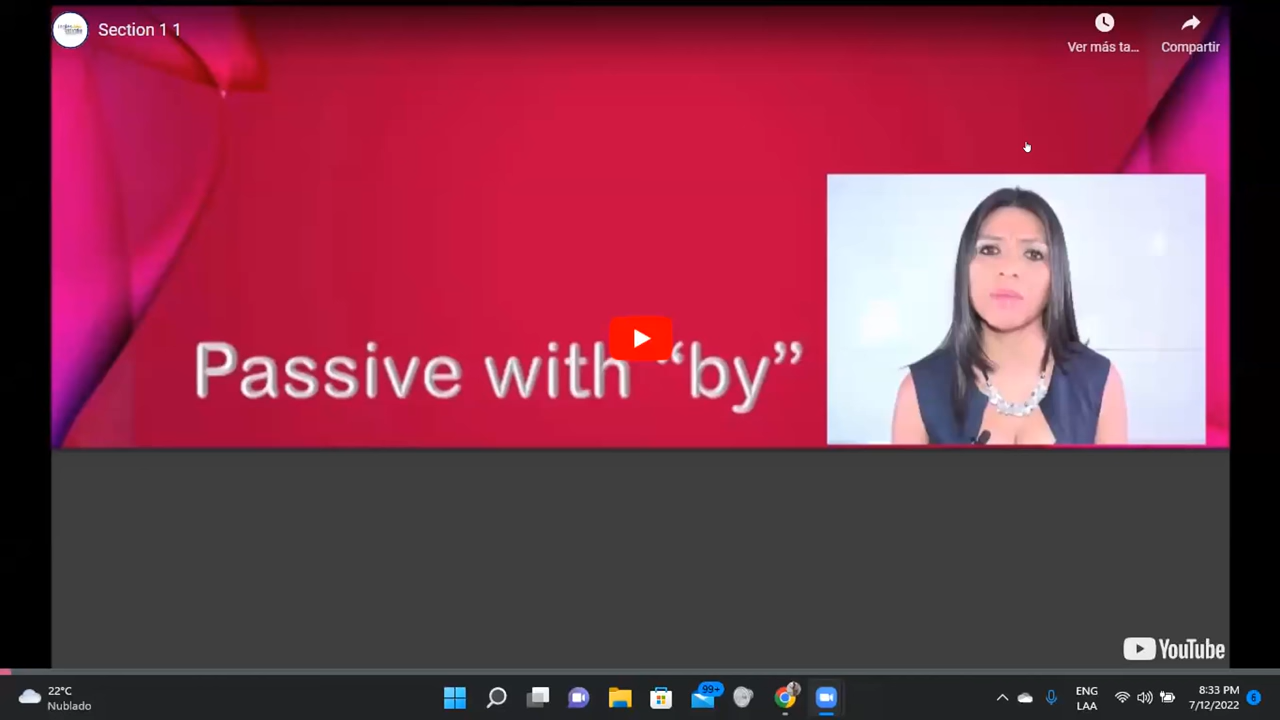 Section 1 1
Ver más ta...
Compartir
Passive with “by”
YouTube
22°C
Nublado
99+
ENG
LAA
8:33 PM
7/12/2022
6